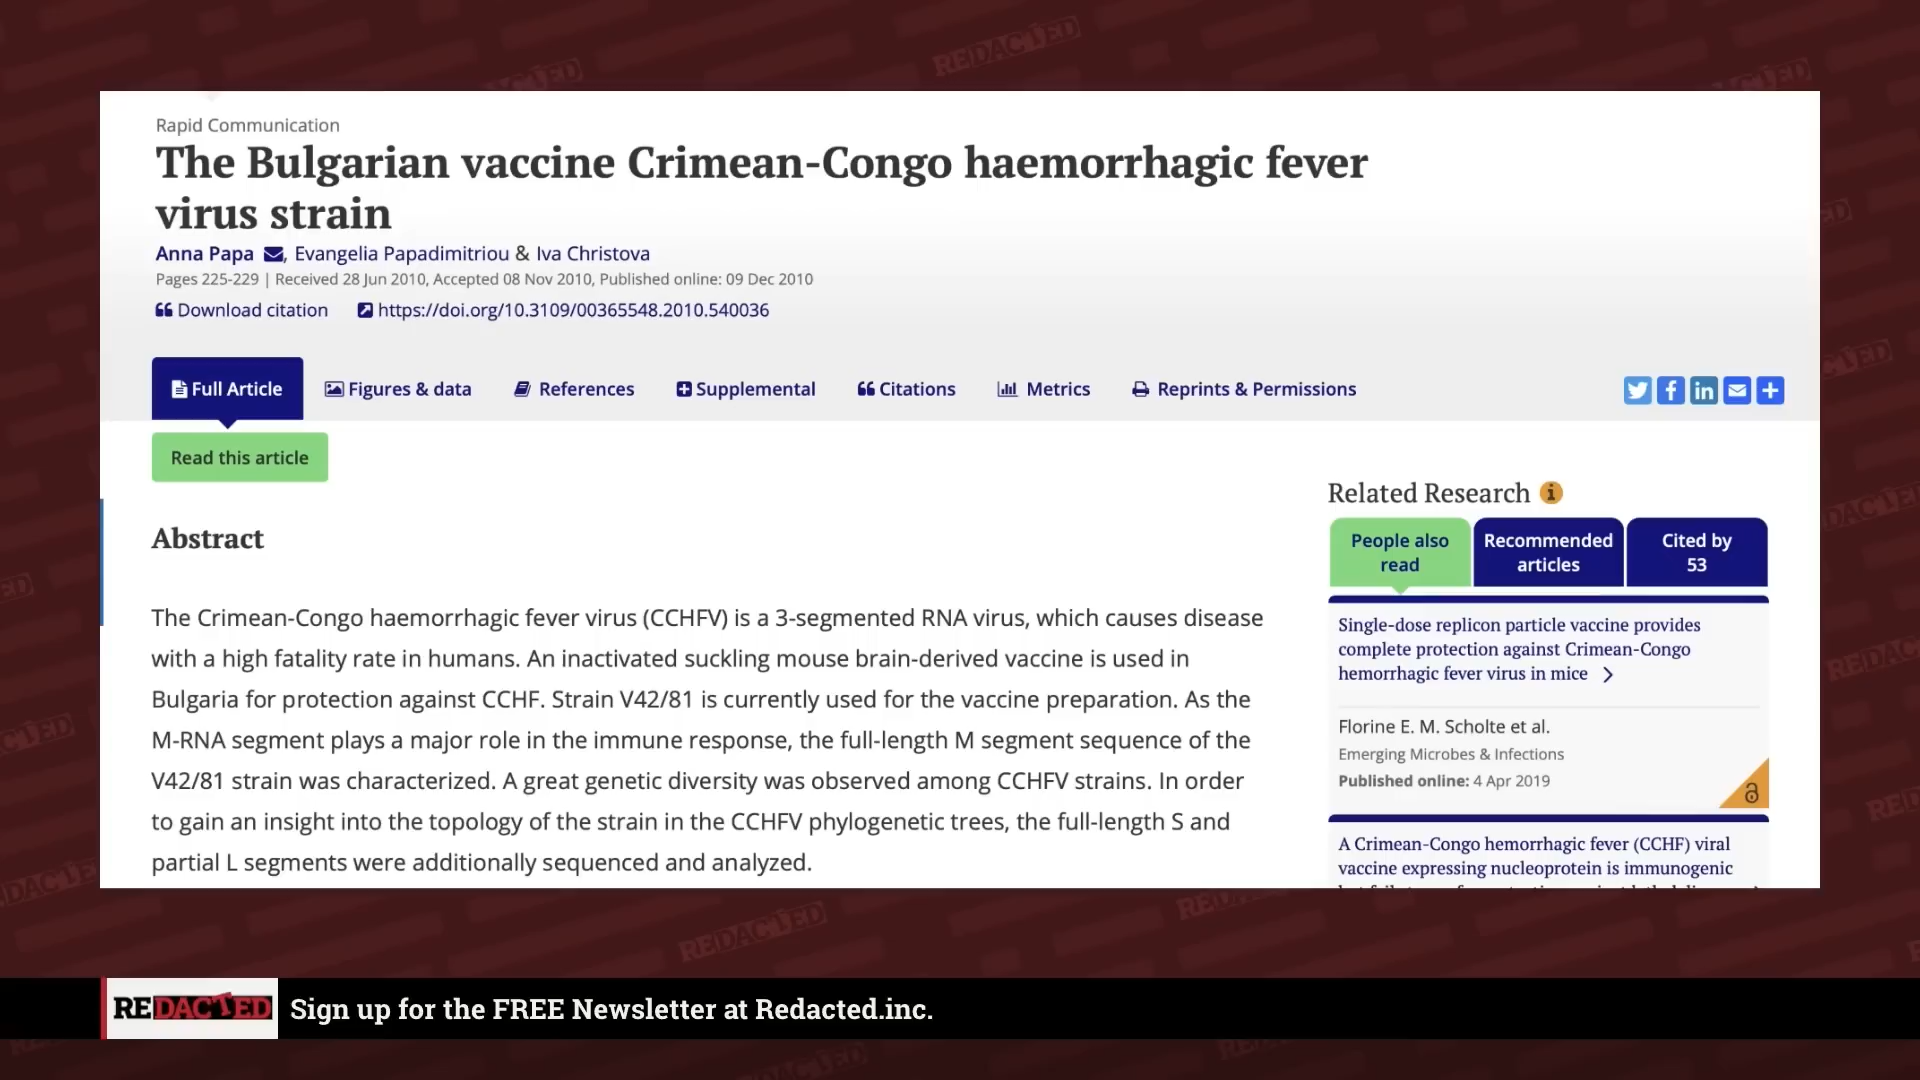 Rapid Communication
The Bulgarian vaccine Crimean-Congo haemorrhagic fever
virus strain
Anna Papa, Evangelia Papadimitriou & Iva Christova
Pages 225-229 | Received 28 Jun 2010, Accepted 08 Nov 2010, Published online: 09 Dec 2010
Download citation https://doi.org/10.3109/00365548.2010.540036
Full Article Figures & data References Supplemental Citations Metrics Reprints & Permissions
Read this article
Abstract
The Crimean-Congo haemorrhagic fever virus (CCHFV) is a 3-segmented RNA virus, which causes disease
with a high fatality rate in humans. An inactivated suckling mouse brain-derived vaccine is used in
Bulgaria for protection against CCHF. Strain V42/81 is currently used for the vaccine preparation. As the
M-RNA segment plays a major role in the immune response, the full-length M segment sequence of the
V42/81 strain was characterized. A great genetic diversity was observed among CCHFV strains. In order
to gain an insight into the topology of the strain in the CCHFV phylogenetic trees, the full-length S and
partial L segments were additionally sequenced and analyzed.
Related Research
People also
read
Recommended
articles
Cited by
53
Single-dose replicon particle vaccine provides
complete protection against Crimean-Congo
hemorrhagic fever virus in mice
Florine E. M. Scholte et al.
Emerging Microbes & Infections
Published online: 4 Apr 2019
A Crimean-Congo hemorrhagic fever (CCHF) viral
vaccine expressing nucleoprotein is immunogenic
REDACTED
Sign up for the FREE Newsletter at Redacted.inc.